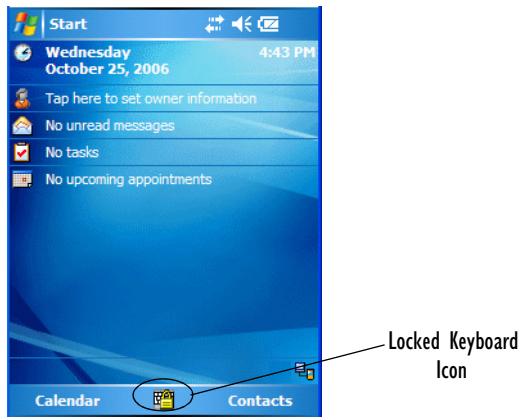 Start
Wednesday 4:43 PM
October 25, 2006
Tap here to set owner information
No unread messages
No tasks
No upcoming appointments
Locked Keyboard
Icon
Calendar Contacts